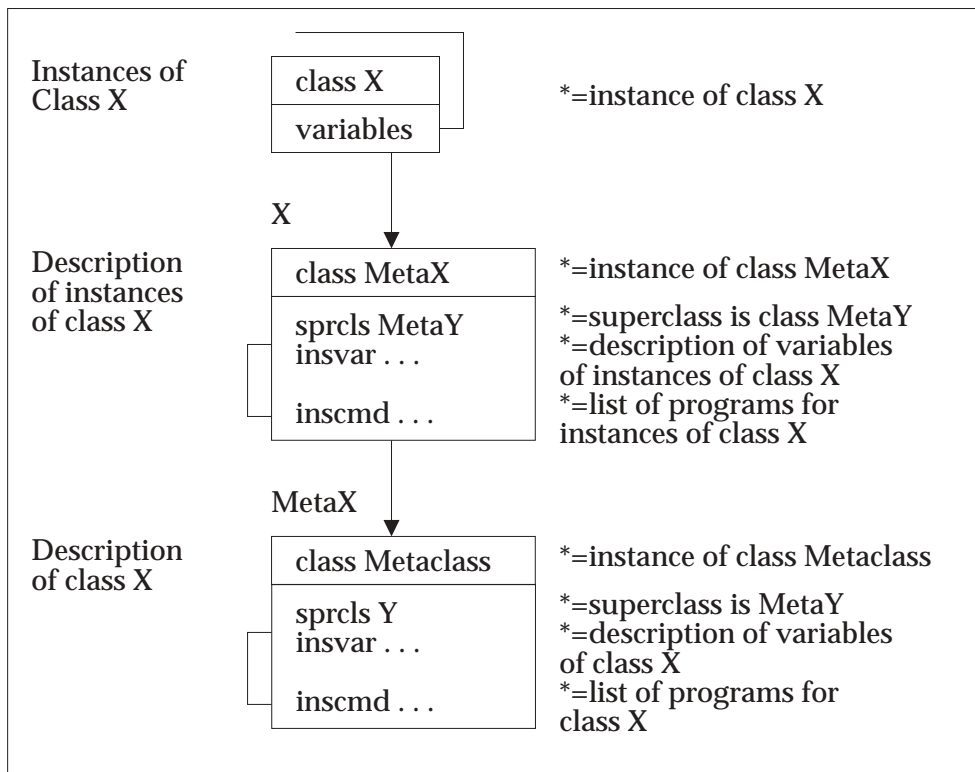 Instances of
Class X
class X
variables
*=instance of class X
X
Description
of instances
of class X
class MetaX
sprcls MetaY
insvar . . .
inscmd . . .
*=instance of class MetaX
*=superclass is class MetaY
*=description of variables
of instances of class X
*=list of programs for
instances of class X
MetaX
Description
of class X
class Metaclass
sprcls Y
insvar . . .
inscmd . . .
*=instance of class Metaclass
*=superclass is MetaY
*=description of variables
of class X
*=list of programs for
class X